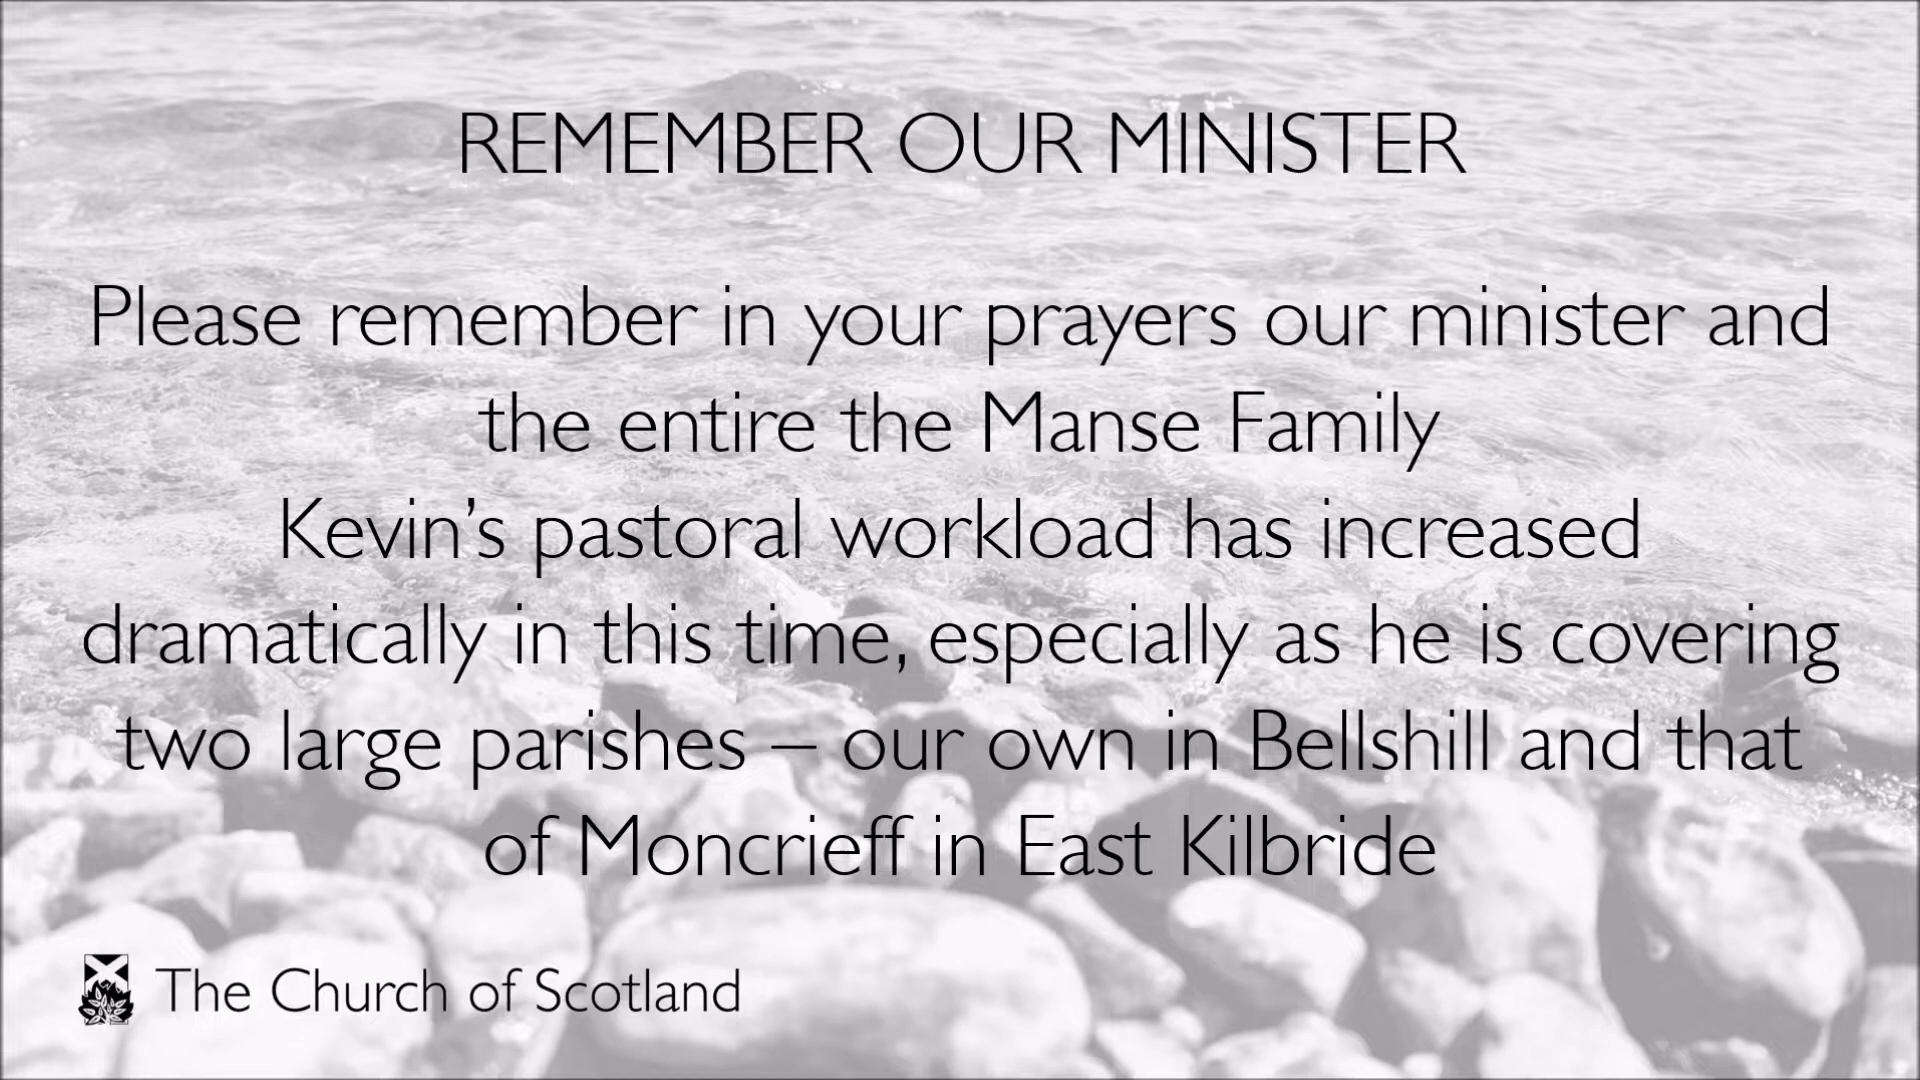 REMEMBER OUR MINISTER
Please remember in your prayers our minister and
the entire the Manse Family
Kevin’s pastoral workload has increased
dramatically in this time, especially as he is covering
two large parishes – our own in Bellshill and that
of Moncrieff in East Kilbride
The Church of Scotland